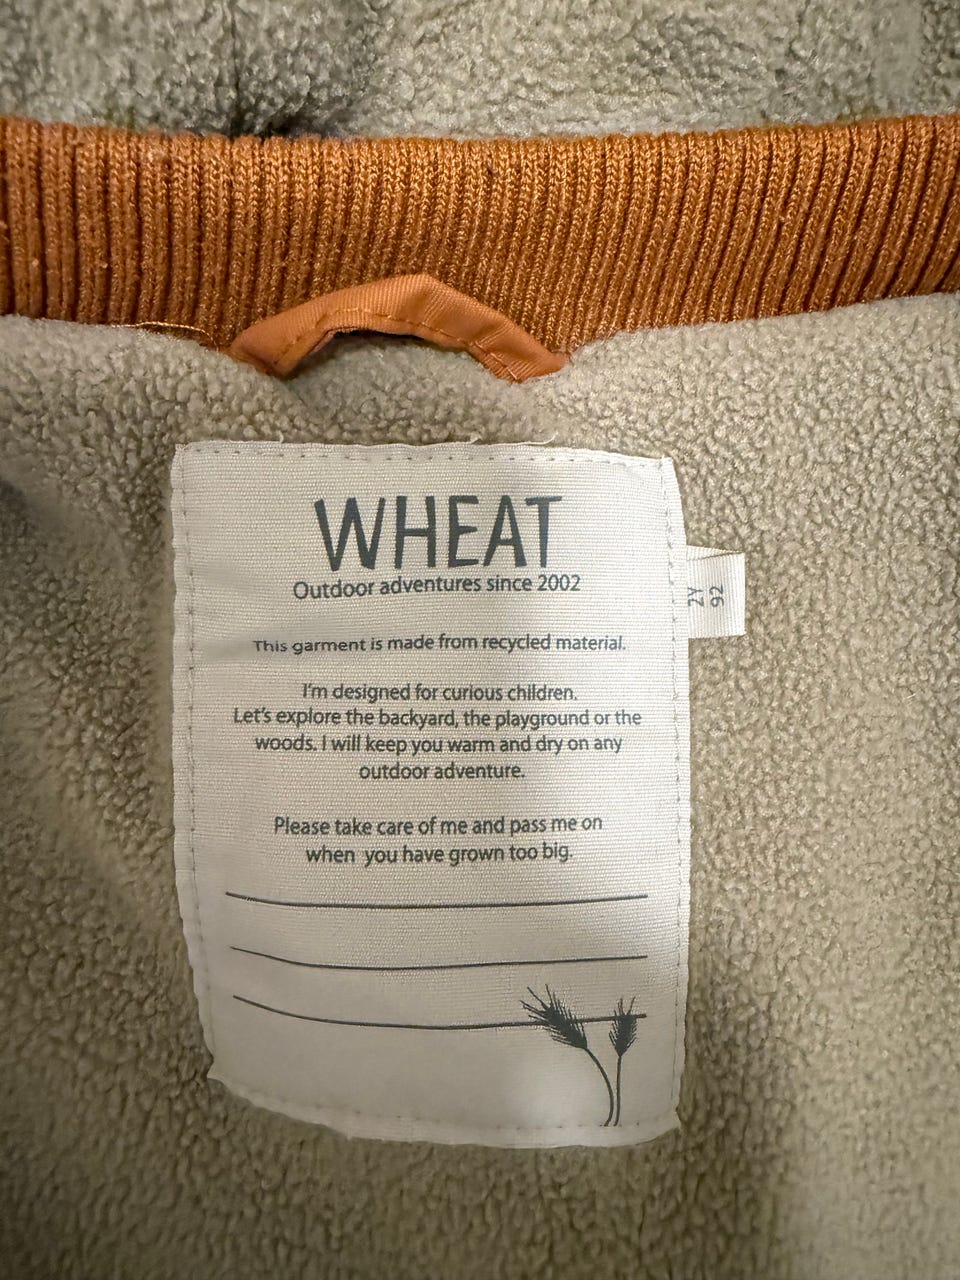 WHEAT
Outdoor adventures since 2002
This garment is made from recycled material.
I'm designed for curious children.
Let's explore the backyard, the playground or the
woods. I will keep you warm and dry on any
outdoor adventure.
Please take care of me and pass me on
when you have grown too big.
2Y
92